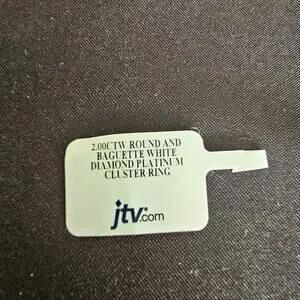 2.00CTW ROUND AND
BAGUETTE WHITE
DIAMOND PLATINUM
CLUSTER RING
jtv.com